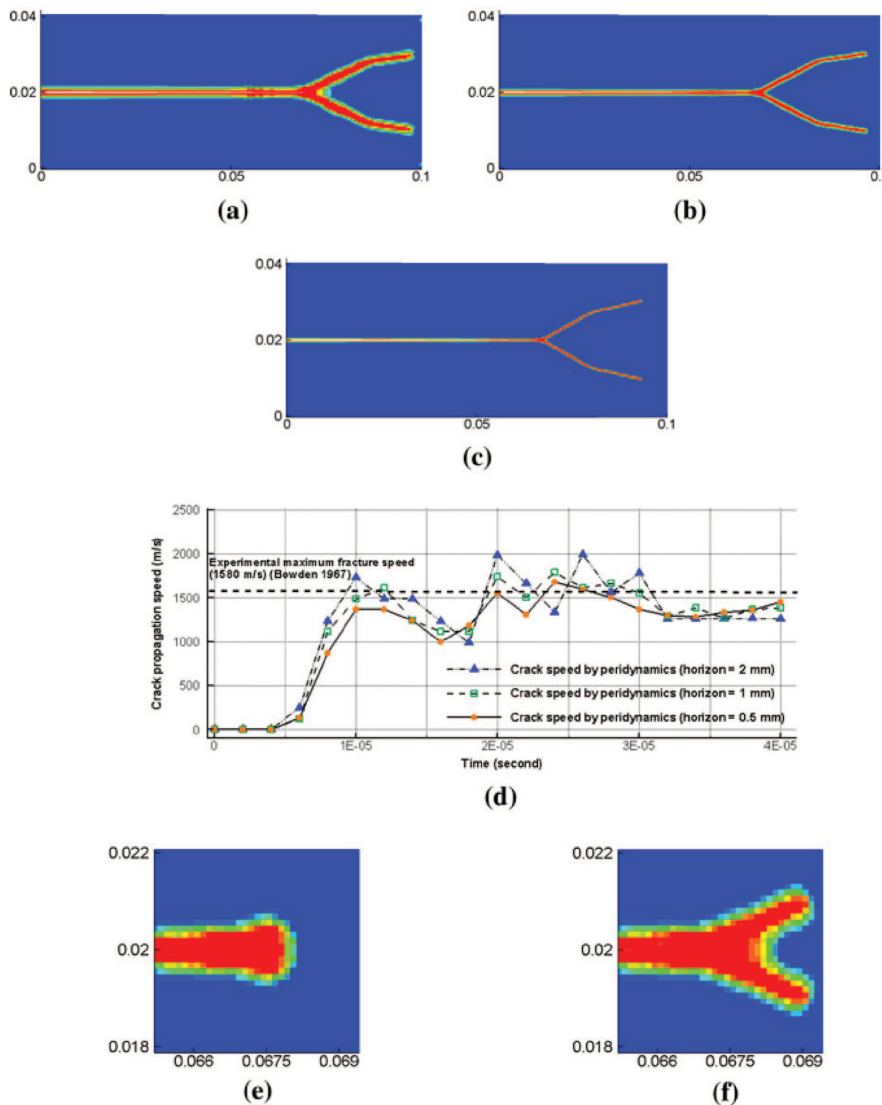 0.04
0.02
0
0
0.05
0.1
(a)
0.04
0.02
0
0
0.05
0.
(b)
0.04
0.02
0
0
0.05
0.1
(c)
Crack propagation speed (m/s)
2500
2000
1500
1000
500
0
Experimental maximum fracture speed
(1580 m/s) (Bowden 1967)
Crack speed by peridynamics (horizon = 2 mm)
Crack speed by peridynamics (horizon = 1 mm)
Crack speed by peridynamics (horizon = 0.5 mm)
0
1E-05
2E-05
3E-05
4E-05
Time (second)
(d)
0.022
0.02
0.018
0.066
0.0675
0.069
(e)
0.022
0.02
0.018
0.066
0.0675
0.069
(f)